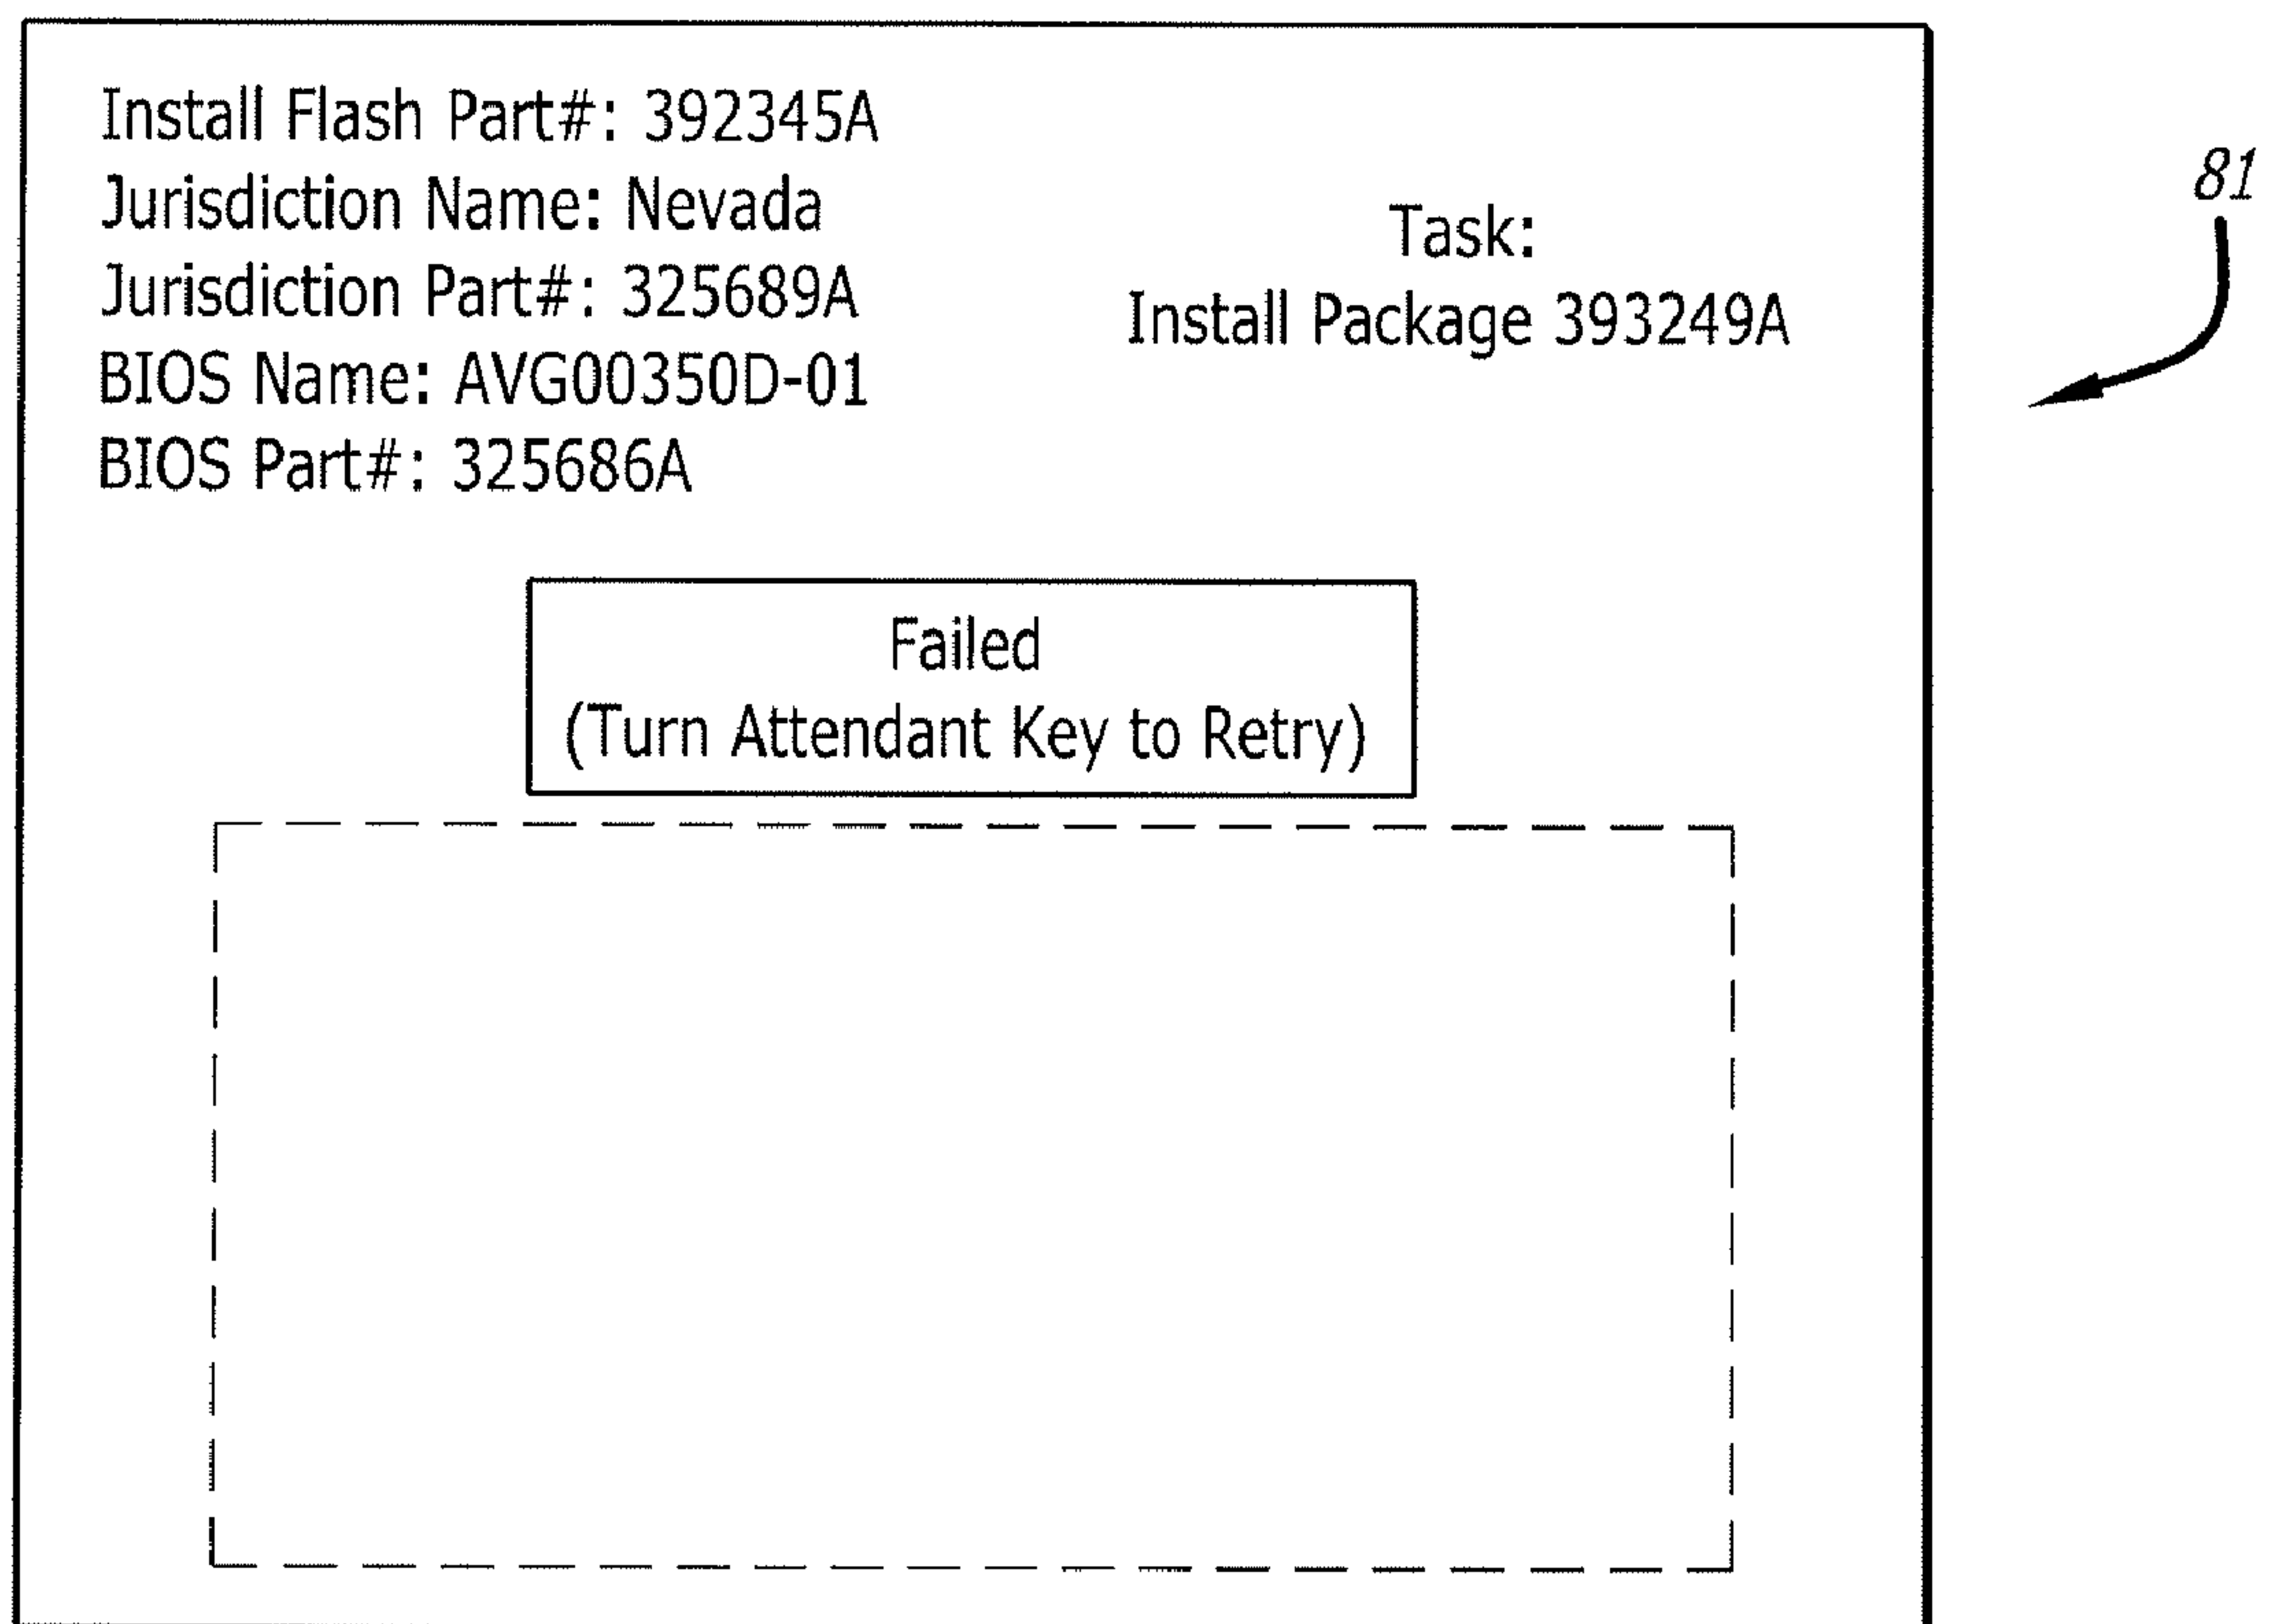 Install Flash Part#: 392345A
Jurisdiction Name: Nevada
Jurisdiction Part#: 325689A
BIOS Name: AVG00350D-01
BIOS Part#: 325686A
Task:
Install Package 393249A
81
Failed
(Turn Attendant Key to Retry)